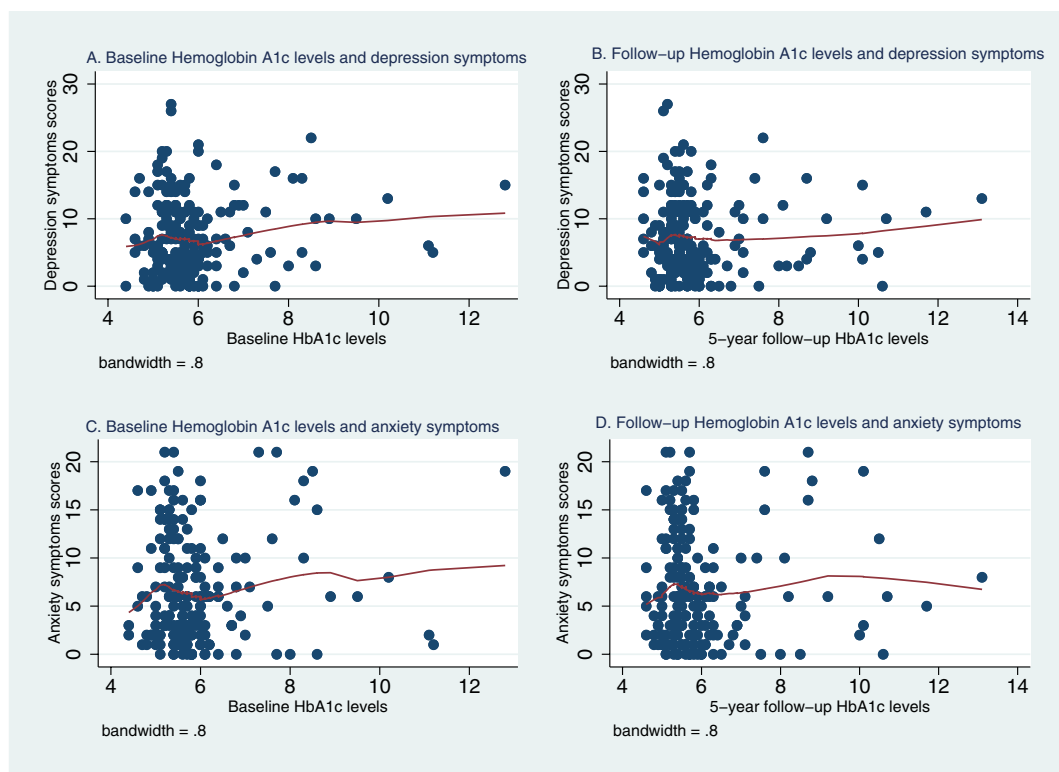 A. Baseline Hemoglobin A1c levels and depression symptoms
Depression symptoms scores
30
20
10
0
4 6 8 10 12
Baseline HbA1c levels
bandwidth = .8
B. Follow−up Hemoglobin A1c levels and depression symptoms
Depression symptoms scores
30
20
10
0
4 6 8 10 12 14
5−year follow−up HbA1c levels
bandwidth = .8
C. Baseline Hemoglobin A1c levels and anxiety symptoms
Anxiety symptoms scores
20
15
10
5
0
4 6 8 10 12
Baseline HbA1c levels
bandwidth = .8
D. Follow−up Hemoglobin A1c levels and anxiety symptoms
Anxiety symptoms scores
20
15
10
5
0
4 6 8 10 12 14
5−year follow−up HbA1c levels
bandwidth = .8